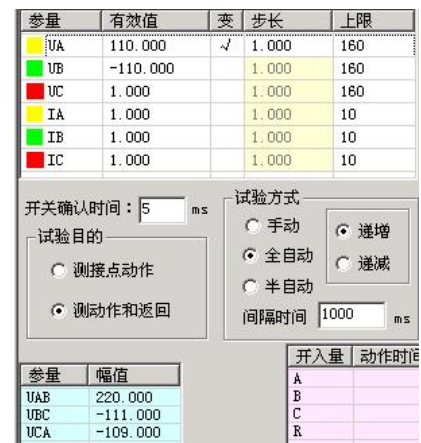 参量 有效值 变 步长 上限
UA 110.000 √ 1.000 160
UB -110.000 1.000 160
UC 1.000 1.000 160
IA 1.000 1.000 10
IB 1.000 1.000 10
IC 1.000 1.000 10
开关确认时间：5 ms
试验目的
测接点动作
测动作和返回
试验方式
手动
全自动
半自动
递增
递减
间隔时间 1000 ms
参量 幅值
UAB 220.000
UBC -111.000
UCA -109.000
开入量 动作时间
A
B
C
R